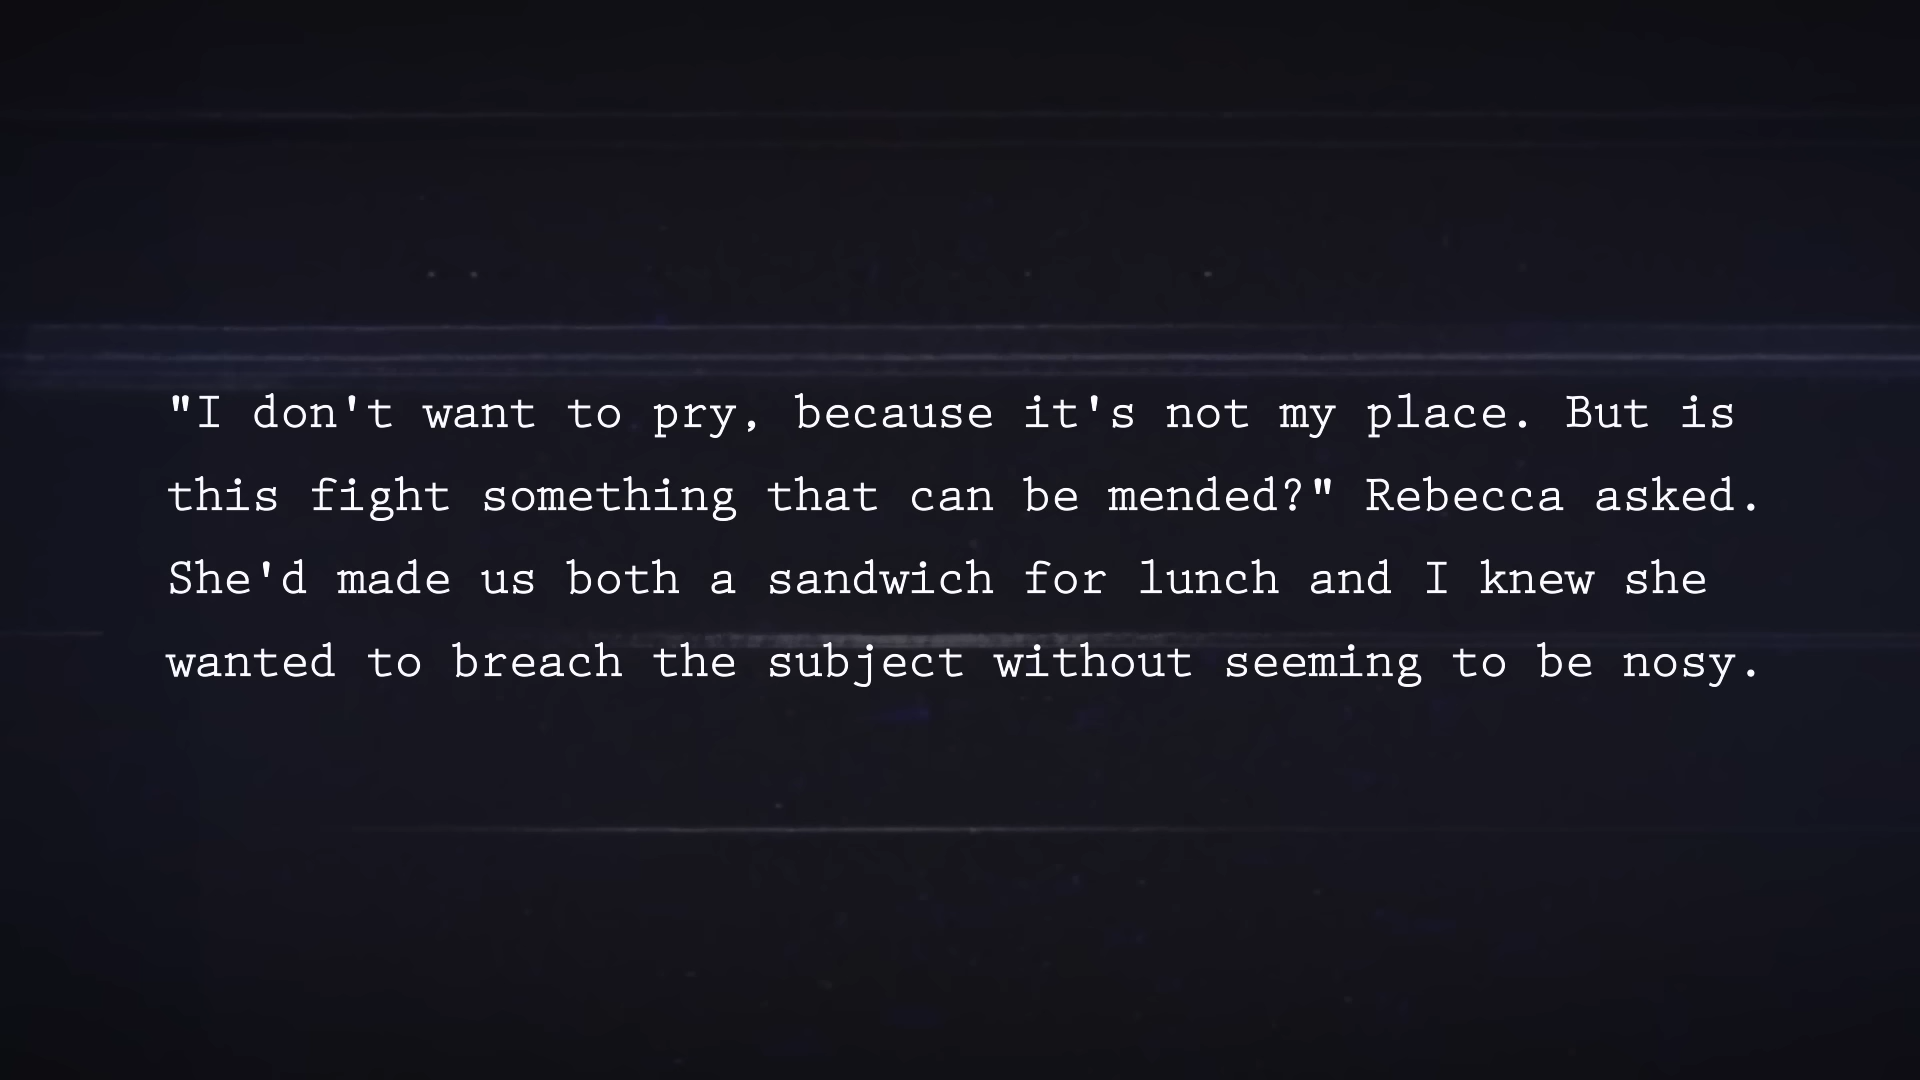 "I don't want to pry, because it's not my place. But is
this fight something that can be mended?" Rebecca asked.
She'd made us both a sandwich for lunch and I knew she
wanted to breach the subject without seeming to be nosy.